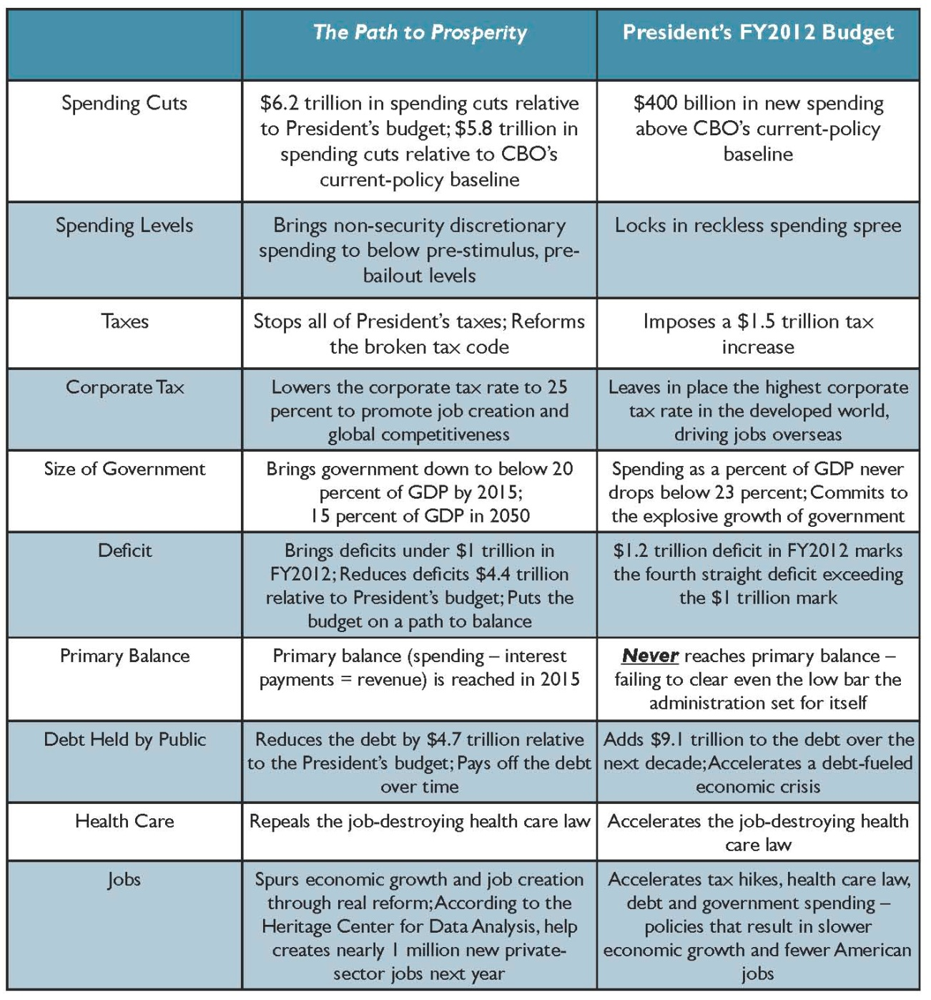 The Path to Prosperity
President's FY2012 Budget
Spending Cuts
$6.2 trillion in spending cuts relative
to President's budget; $5.8 trillion in
spending cuts relative to CBO's
current-policy baseline
$400 billion in new spending
above CBO's current-policy
baseline
Spending Levels
Brings non-security discretionary
spending to below pre-stimulus, pre-
bailout levels
Locks in reckless spending spree
Taxes
Stops all of President's taxes; Reforms
the broken tax code
Imposes a $1.5 trillion tax
increase
Corporate Tax
Lowers the corporate tax rate to 25
percent to promote job creation and
global competitiveness
Leaves in place the highest corporate
tax rate in the developed world,
driving jobs overseas
Size of Government
Brings government down to below 20
percent of GDP by 2015;
15 percent of GDP in 2050
Spending as a percent of GDP never
drops below 23 percent; Commits to
the explosive growth of government
Deficit
Brings deficits under $1 trillion in
FY2012; Reduces deficits $4.4 trillion
relative to President's budget; Puts the
budget on a path to balance
$1.2 trillion deficit in FY2012 marks
the fourth straight deficit exceeding
the $1 trillion mark
Primary Balance
Primary balance (spending – interest
payments = revenue) is reached in 2015
Never reaches primary balance –
failing to clear even the low bar the
administration set for itself
Debt Held by Public
Reduces the debt by $4.7 trillion relative
to the President's budget; Pays off the debt
over time
Adds $9.1 trillion to the debt over the
next decade; Accelerates a debt-fueled
economic crisis
Health Care
Repeals the job-destroying health care law
Accelerates the job-destroying health
care law
Jobs
Spurs economic growth and job creation
through real reform; According to the
Heritage Center for Data Analysis, help
creates nearly 1 million new private-
sector jobs next year
Accelerates tax hikes, health care law,
debt and government spending –
policies that result in slower
economic growth and fewer American
jobs